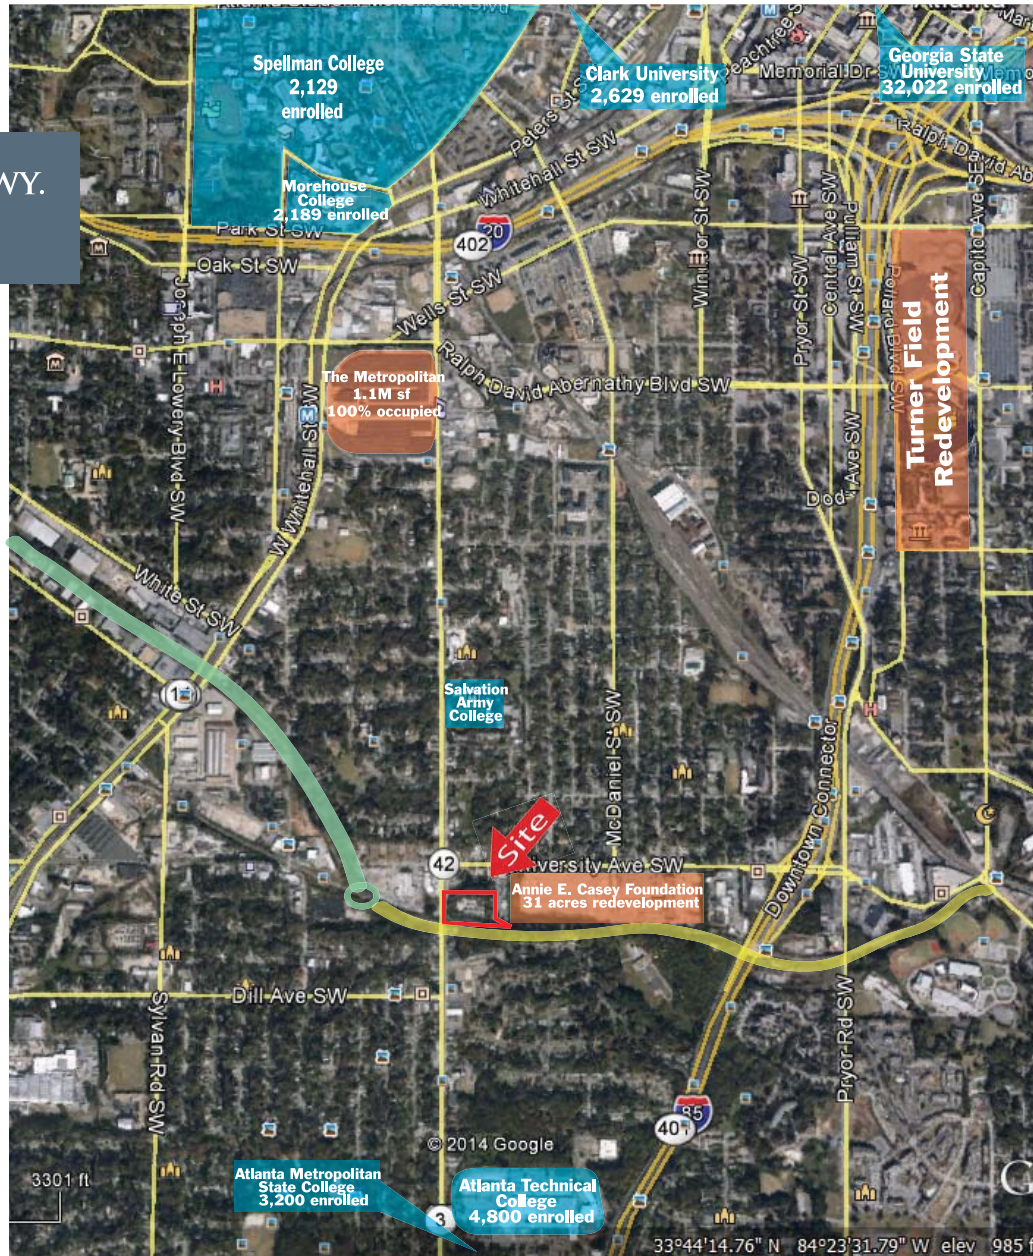 Spellman College
2,129
enrolled
Clark University
2,629 enrolled
Georgia State
University
32,022 enrolled
Memorial Dr SW
Peters St
WY.
Whitehall St SW
Ralph David
Morehouse
College
2,189 enrolled
Park St SW
20
402
Oak St SW
Wells St SW
Joseph E Lowery Blvd SW
Windsor St SW
Pryor St SW
Central Ave SW
Pulliam St SW
Pollard Blvd SW
Capitol Ave SE
Turner Field
Redevelopment
Ralph David Abernathy Blvd SW
The Metropolitan
1.1M sf
100% occupied
W Whitehall St SW
Dodd Ave SW
White St SW
Salvation
Army
College
McDaniel St SW
Downtown Connector
Site
42
University Ave SW
Annie E. Casey Foundation
31 acres redevelopment
Dill Ave SW
Sylvan Rd SW
Pryor Rd SW
85
401
© 2014 Google
3301 ft
Atlanta Metropolitan
State College
3,200 enrolled
3
Atlanta Technical
College
4,800 enrolled
G
33°44'14.76" N 84°23'31.79" W elev 985